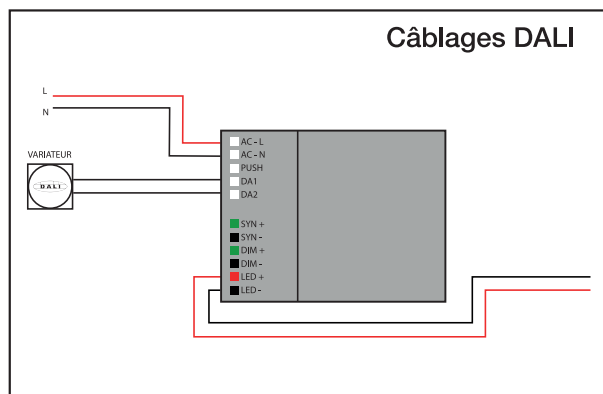 Câblages DALI
L
N
VARIATEUR
DALI
AC - L
AC - N
PUSH
DA1
DA2
SYN +
SYN -
DIM +
DIM -
LED +
LED -